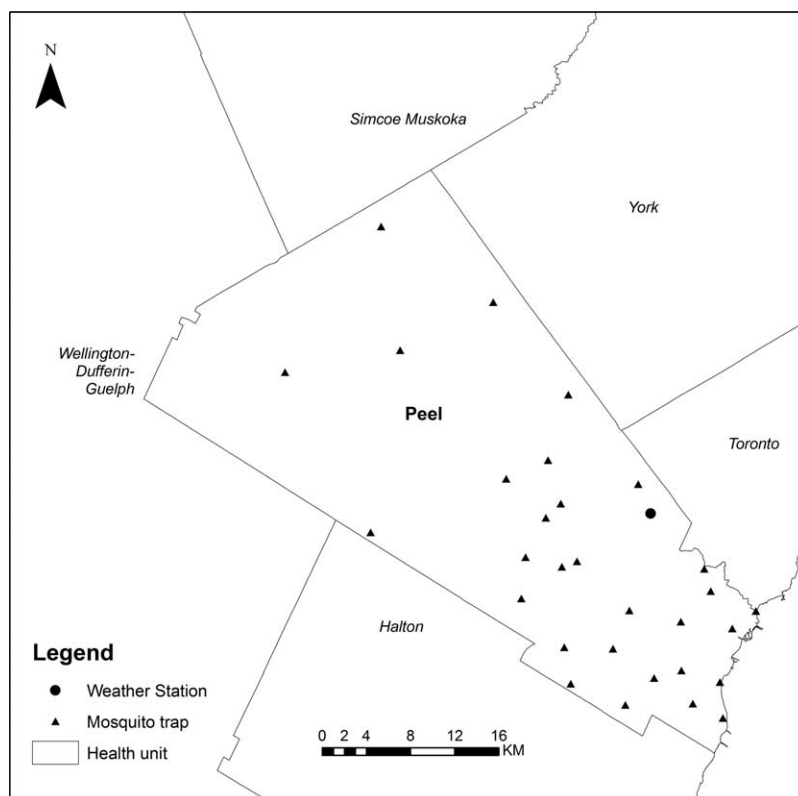 N
Simcoe Muskoka
York
Wellington-
Dufferin-
Guelph
Peel
Toronto
Halton
Legend
Weather Station
Mosquito trap
Health unit
0 2 4 8 12 16
KM